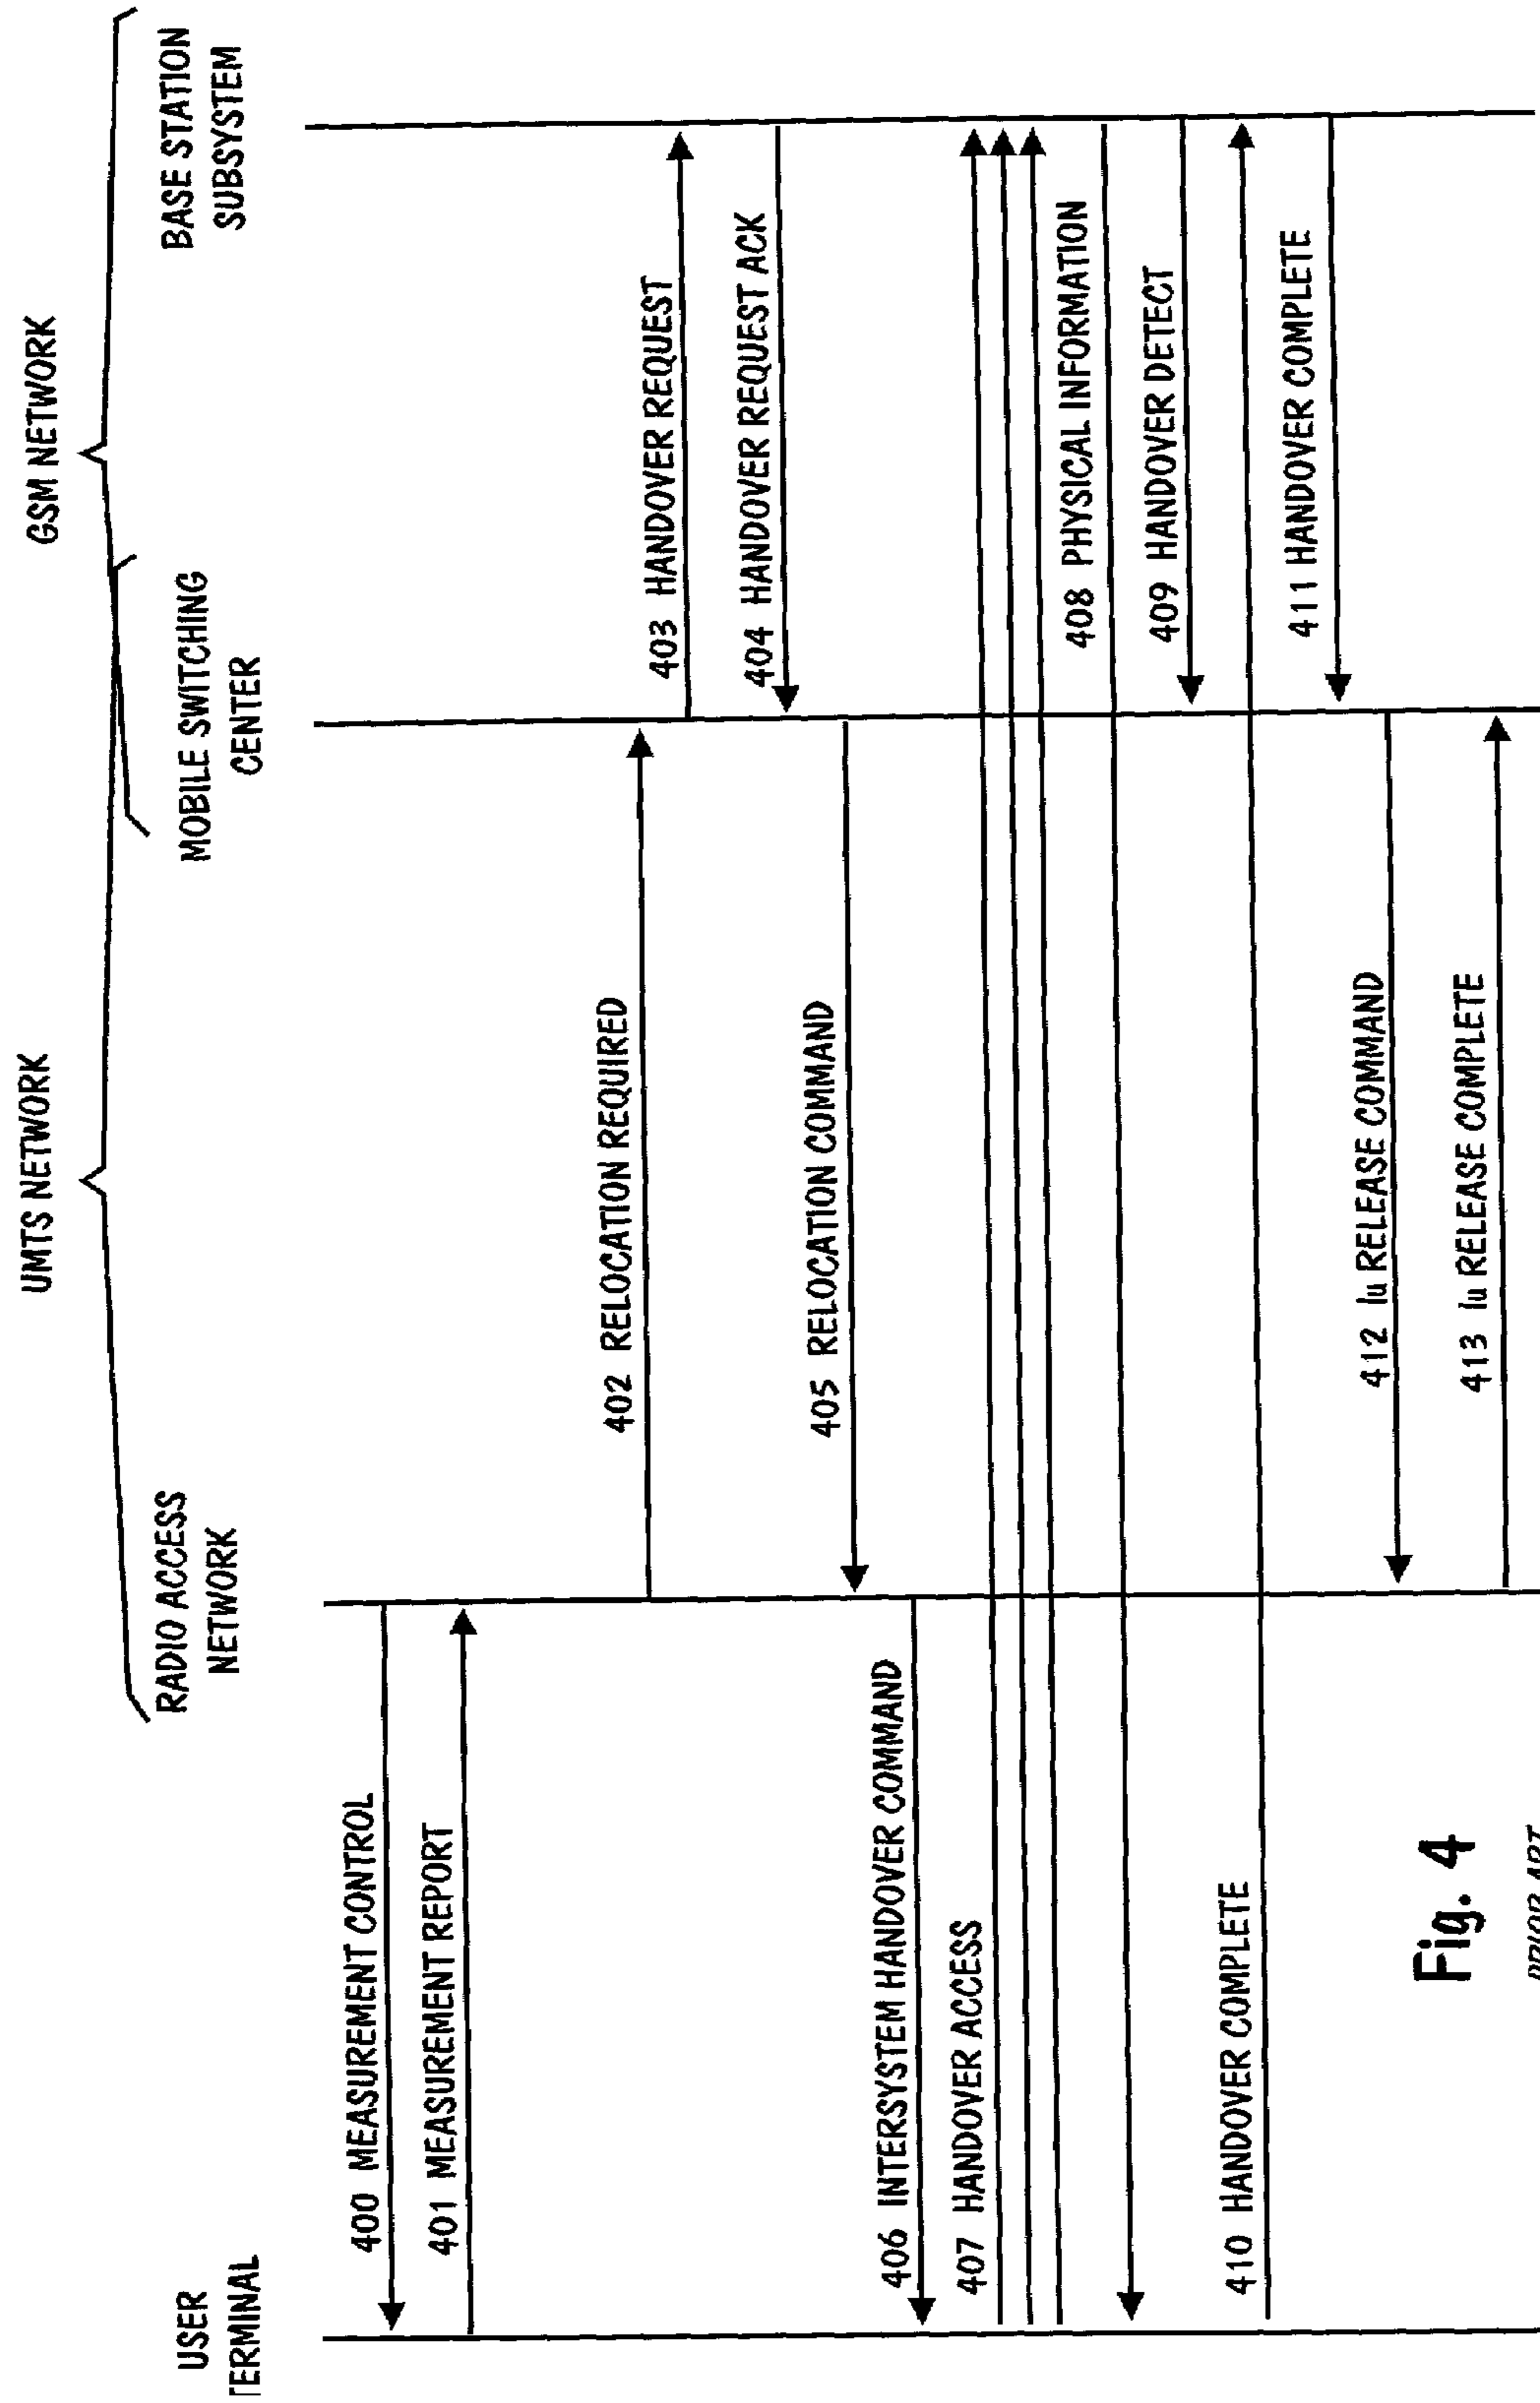 UMTS NETWORK
GSM NETWORK
USER
TERMINAL
RADIO ACCESS
NETWORK
MOBILE SWITCHING
CENTER
BASE STATION
SUBSYSTEM
400 MEASUREMENT CONTROL
401 MEASUREMENT REPORT
402 RELOCATION REQUIRED
403 HANDOVER REQUEST
404 HANDOVER REQUEST ACK
405 RELOCATION COMMAND
406 INTERSYSTEM HANDOVER COMMAND
407 HANDOVER ACCESS
408 PHYSICAL INFORMATION
409 HANDOVER DETECT
410 HANDOVER COMPLETE
411 HANDOVER COMPLETE
412 Iu RELEASE COMMAND
413 Iu RELEASE COMPLETE
Fig. 4
PRIOR ART